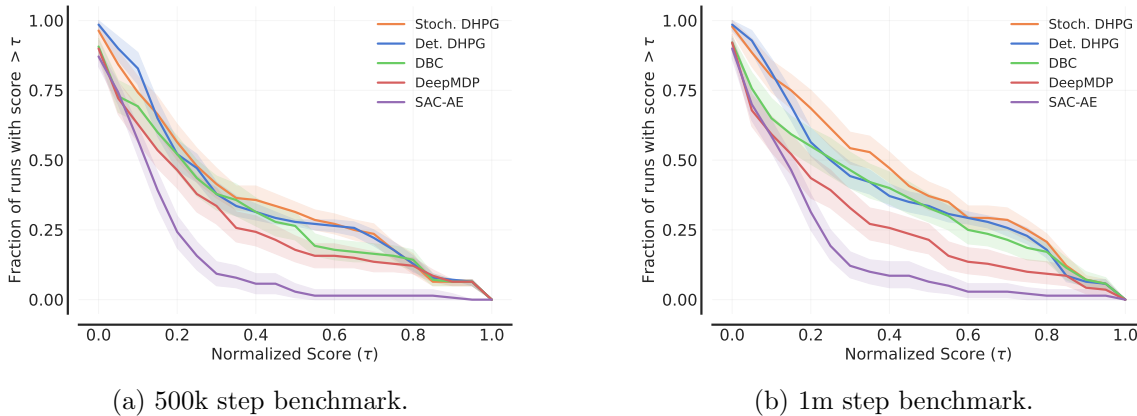 Fraction of runs with score > τ
1.00
0.75
0.50
0.25
0.00
Stoch. DHPG
Det. DHPG
DBC
DeepMDP
SAC-AE
0.0 0.2 0.4 0.6 0.8 1.0
Normalized Score (τ)
(a) 500k step benchmark.
Fraction of runs with score > τ
1.00
0.75
0.50
0.25
0.00
Stoch. DHPG
Det. DHPG
DBC
DeepMDP
SAC-AE
0.0 0.2 0.4 0.6 0.8 1.0
Normalized Score (τ)
(b) 1m step benchmark.